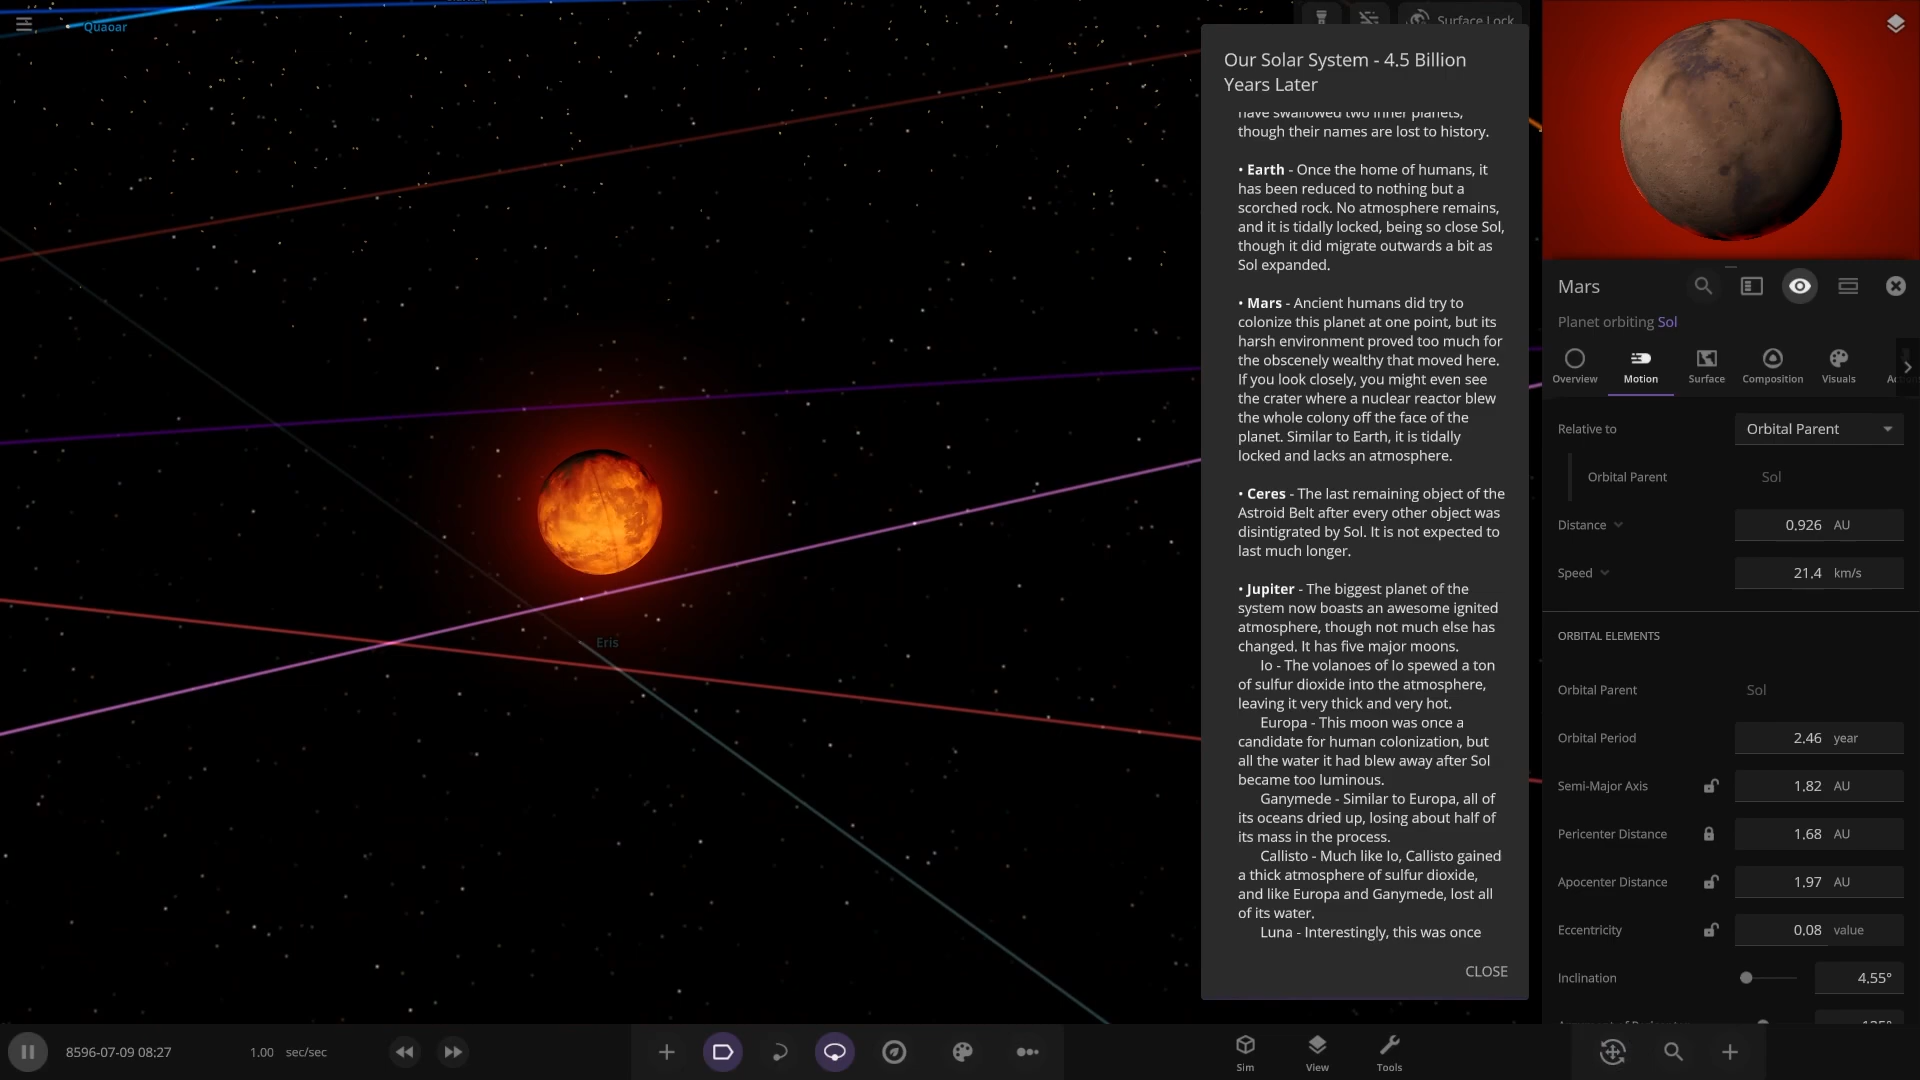 Quaoar
Surface Lock
Our Solar System - 4.5 Billion
Years Later
have swallowed two inner planets,
though their names are lost to history.
• Earth - Once the home of humans, it
has been reduced to nothing but a
scorched rock. No atmosphere remains,
and it is tidally locked, being so close Sol,
though it did migrate outwards a bit as
Sol expanded.
• Mars - Ancient humans did try to
colonize this planet at one point, but its
harsh environment proved too much for
the obscenely wealthy that moved here.
If you look closely, you might even see
the crater where a nuclear reactor blew
the whole colony off the face of the
planet. Similar to Earth, it is tidally
locked and lacks an atmosphere.
• Ceres - The last remaining object of the
Astroid Belt after every other object was
disintigrated by Sol. It is not expected to
last much longer.
• Jupiter - The biggest planet of the
system now boasts an awesome ignited
atmosphere, though not much else has
changed. It has five major moons.
Io - The volanoes of Io spewed a ton
of sulfur dioxide into the atmosphere,
leaving it very thick and very hot.
Europa - This moon was once a
candidate for human colonization, but
all the water it had blew away after Sol
became too luminous.
Ganymede - Similar to Europa, all of
its oceans dried up, losing about half of
its mass in the process.
Callisto - Much like Io, Callisto gained
a thick atmosphere of sulfur dioxide,
and like Europa and Ganymede, lost all
of its water.
Luna - Interestingly, this was once
CLOSE
Eris
Mars
Planet orbiting Sol
Overview Motion Surface Composition Visuals
Relative to Orbital Parent
Orbital Parent Sol
Distance 0.926 AU
Speed 21.4 km/s
ORBITAL ELEMENTS
Orbital Parent Sol
Orbital Period 2.46 year
Semi-Major Axis 1.82 AU
Pericenter Distance 1.68 AU
Apocenter Distance 1.97 AU
Eccentricity 0.08 value
Inclination 4.55°
8596-07-09 08:27 1.00 sec/sec
Sim View Tools